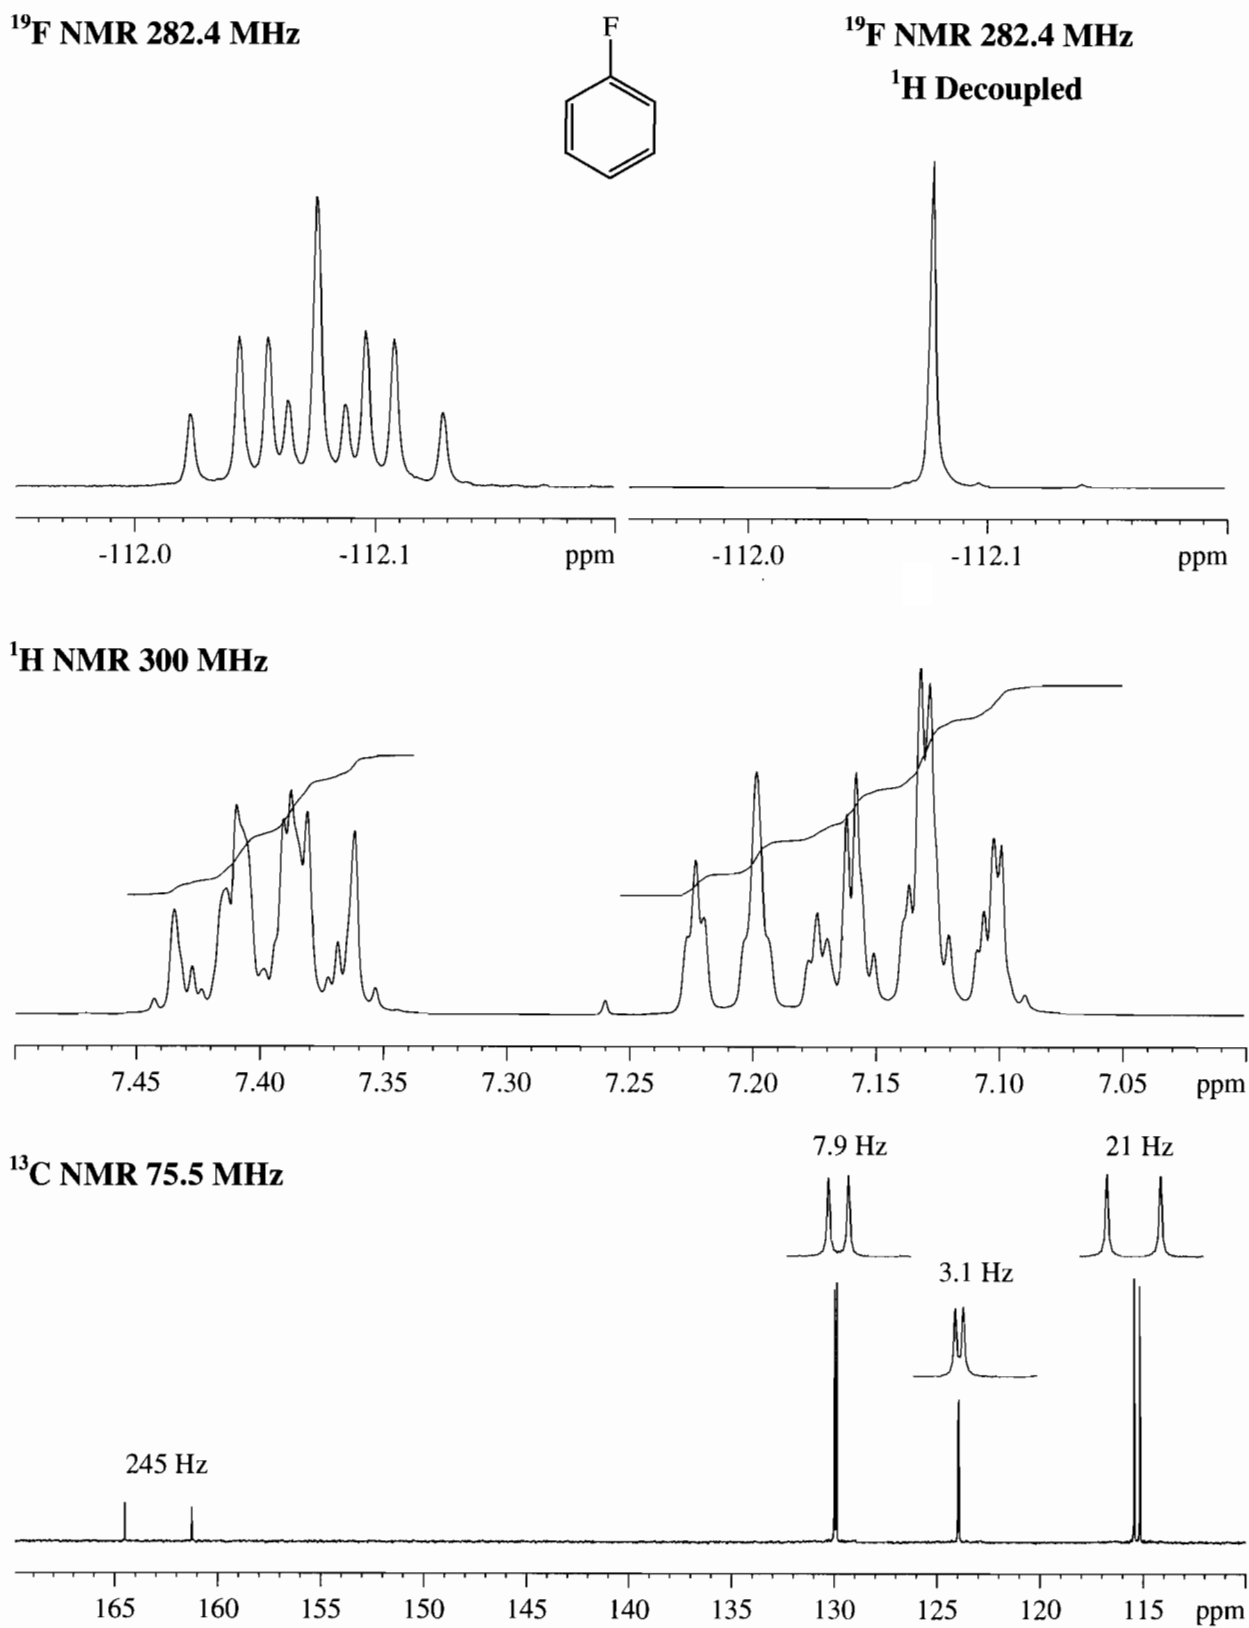 ¹⁹F NMR 282.4 MHz
F
¹⁹F NMR 282.4 MHz
¹H Decoupled
-112.0 -112.1 ppm
-112.0 -112.1 ppm
¹H NMR 300 MHz
7.45 7.40 7.35 7.30 7.25 7.20 7.15 7.10 7.05 ppm
¹³C NMR 75.5 MHz
7.9 Hz
21 Hz
3.1 Hz
245 Hz
165 160 155 150 145 140 135 130 125 120 115 ppm